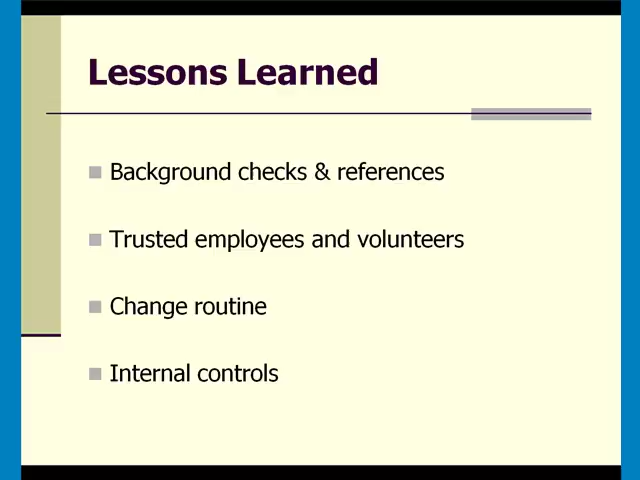 Lessons Learned
Background checks & references
Trusted employees and volunteers
Change routine
Internal controls